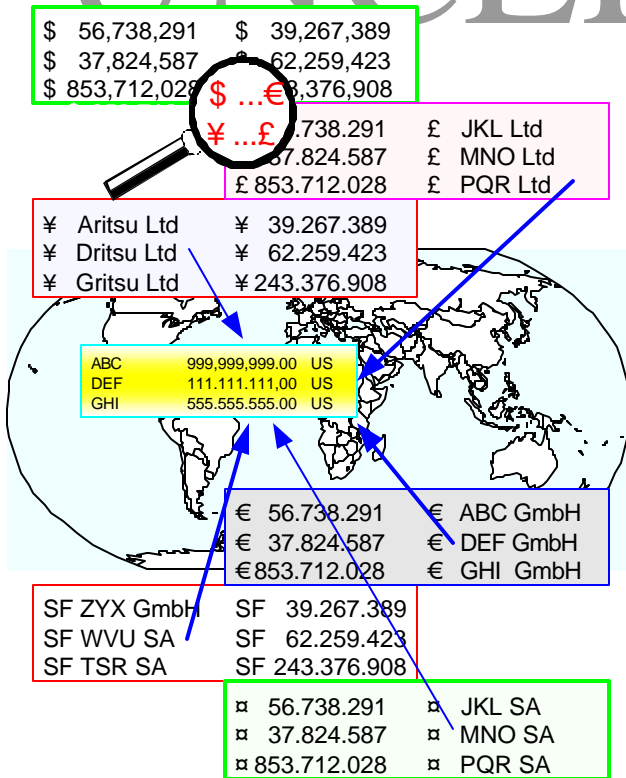 $ 56,738,291 $ 39,267,389
$ 37,824,587 62,259,423
$ 853,712,028 ,376,908
$ ...€
¥ ...£
.738.291 £ JKL Ltd
37.824.587 £ MNO Ltd
£ 853.712.028 £ PQR Ltd
¥ Aritsu Ltd ¥ 39.267.389
¥ Dritsu Ltd ¥ 62.259.423
¥ Gritsu Ltd ¥ 243.376.908
ABC 999,999,999.00 US
DEF 111.111.111,00 US
GHI 555.555.555.00 US
€ 56.738.291 € ABC GmbH
€ 37.824.587 € DEF GmbH
€ 853.712.028 € GHI GmbH
SF ZYX GmbH SF 39.267.389
SF WVU SA SF 62.259.423
SF TSR SA SF 243.376.908
¤ 56.738.291 ¤ JKL SA
¤ 37.824.587 ¤ MNO SA
¤ 853.712.028 ¤ PQR SA